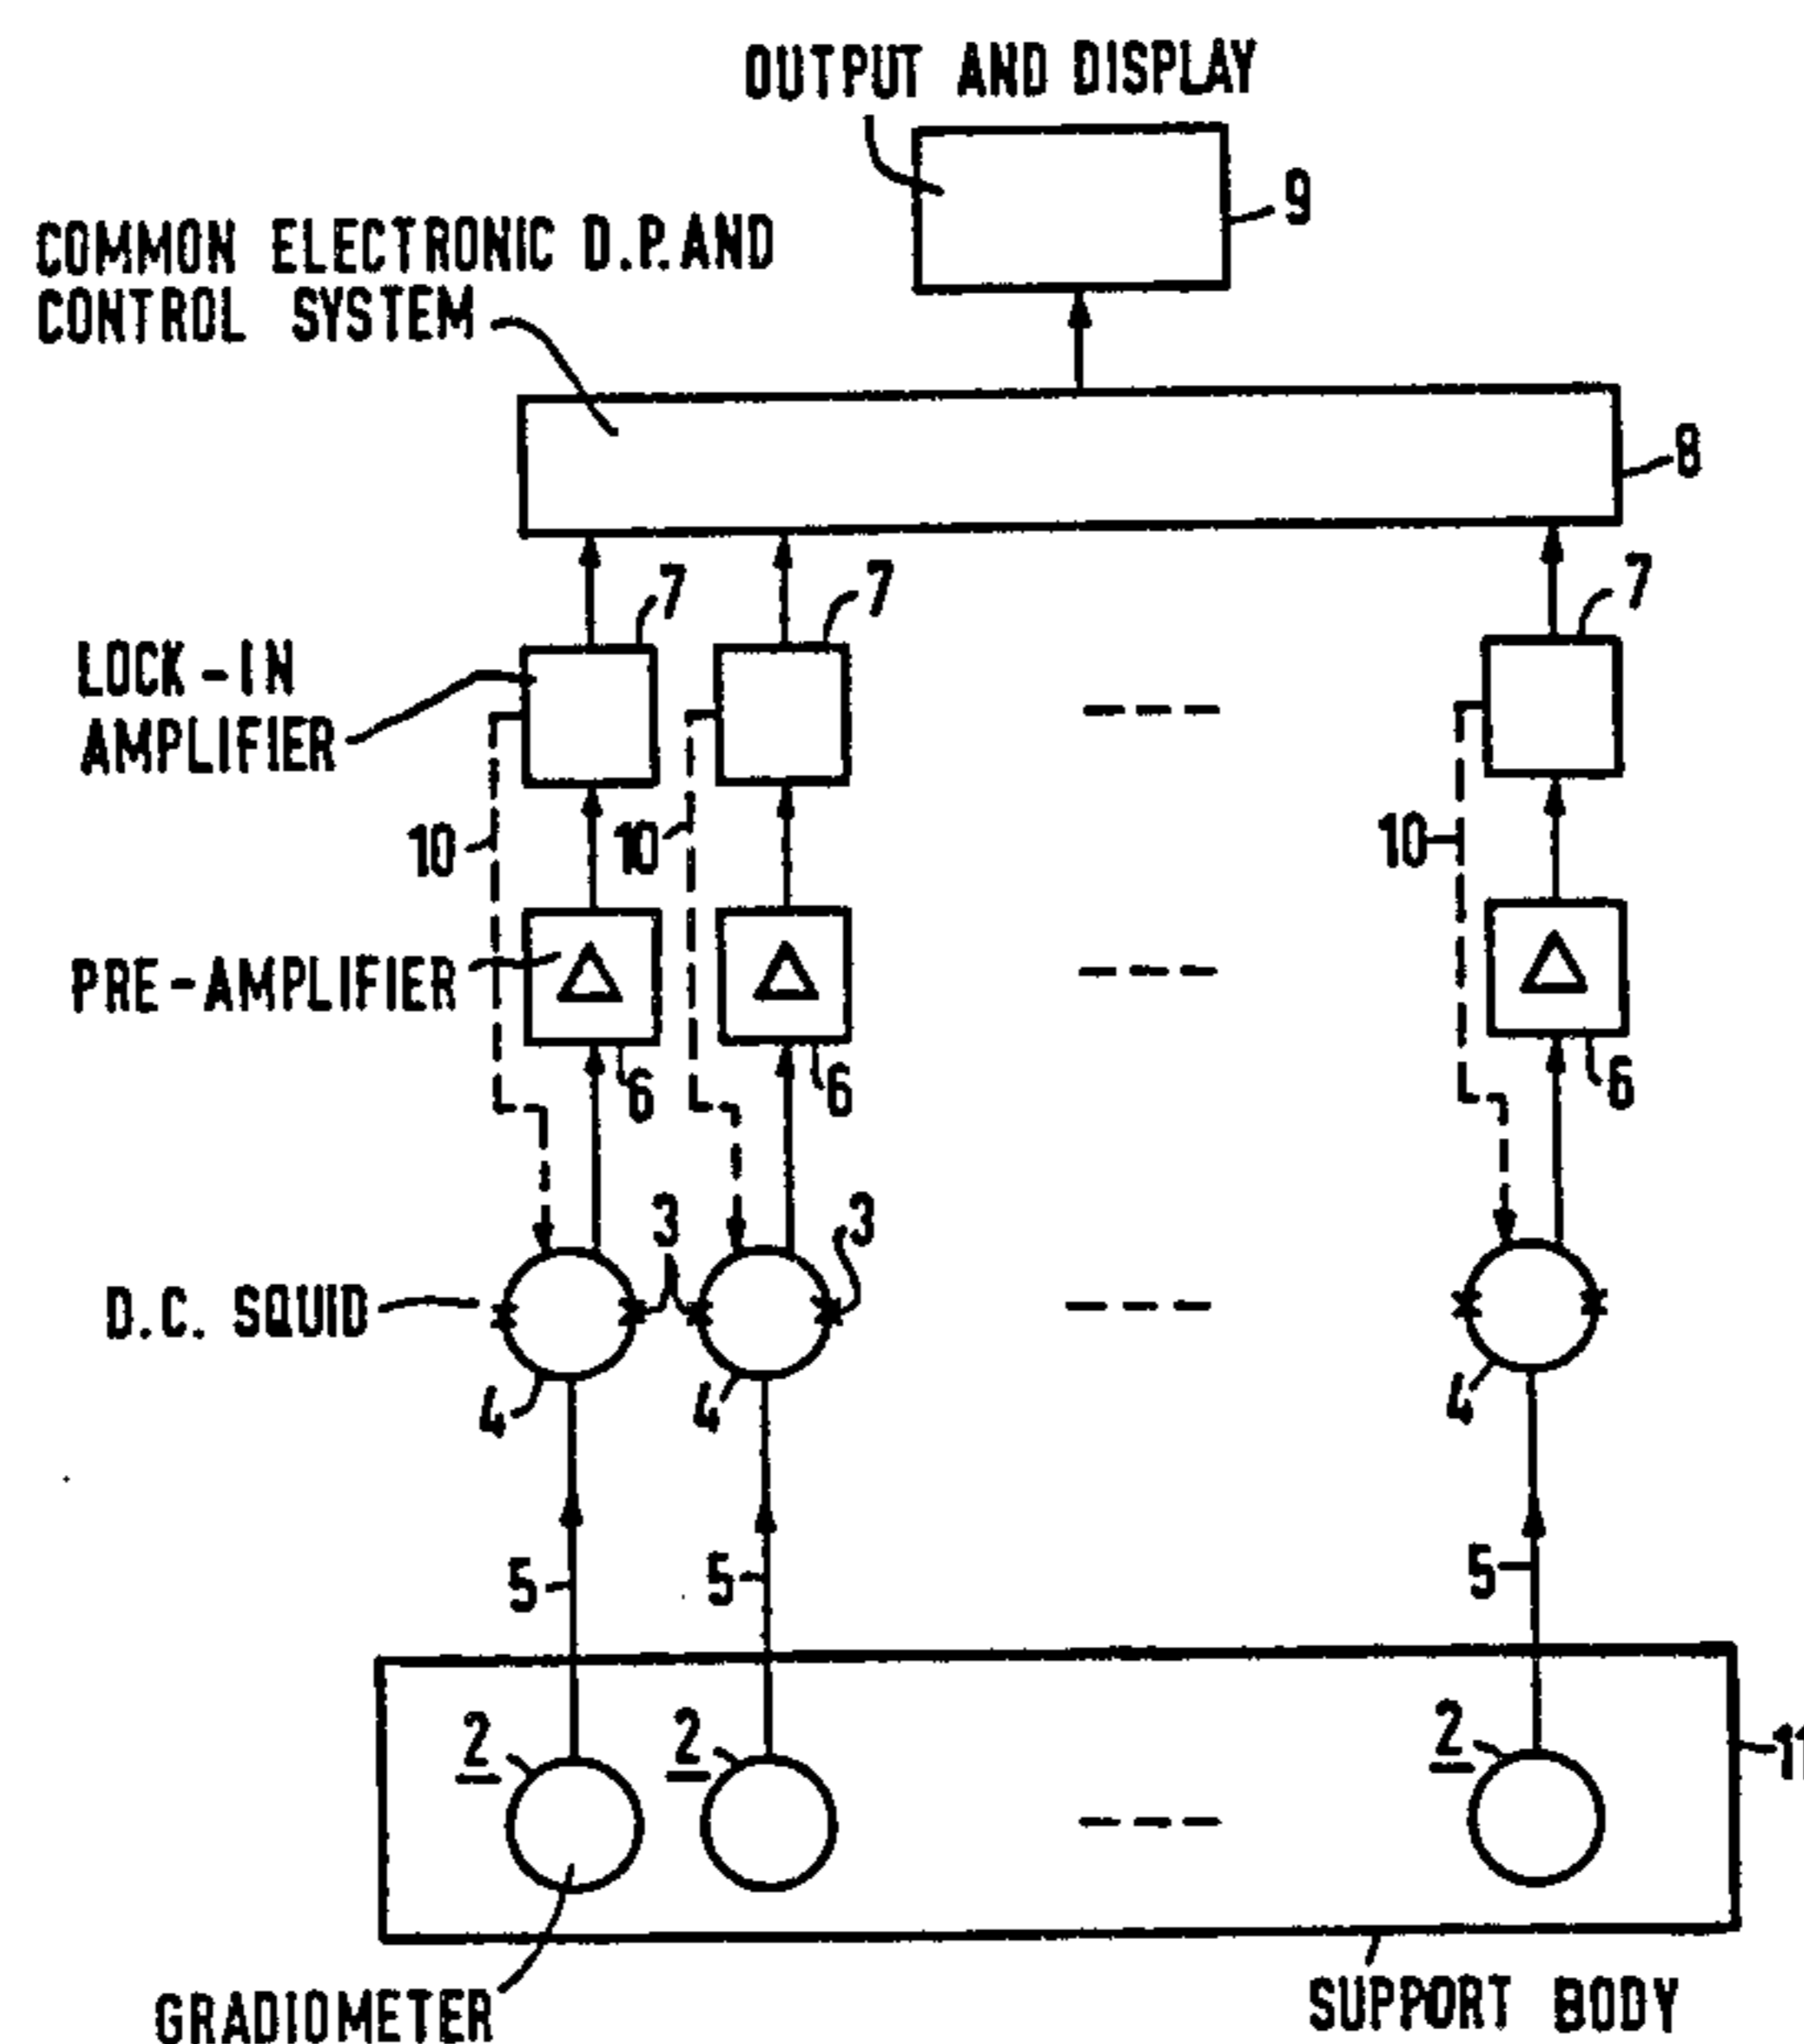 OUTPUT AND DISPLAY
9
COMMON ELECTRONIC D.P. AND
CONTROL SYSTEM
8
7 7 7
LOCK-IN
AMPLIFIER
10 10 10
PRE-AMPLIFIER
6 6 6
3 3
D.C. SQUID
4 4 4
5 5 5
2 2 2
11
GRADIOMETER
SUPPORT BODY